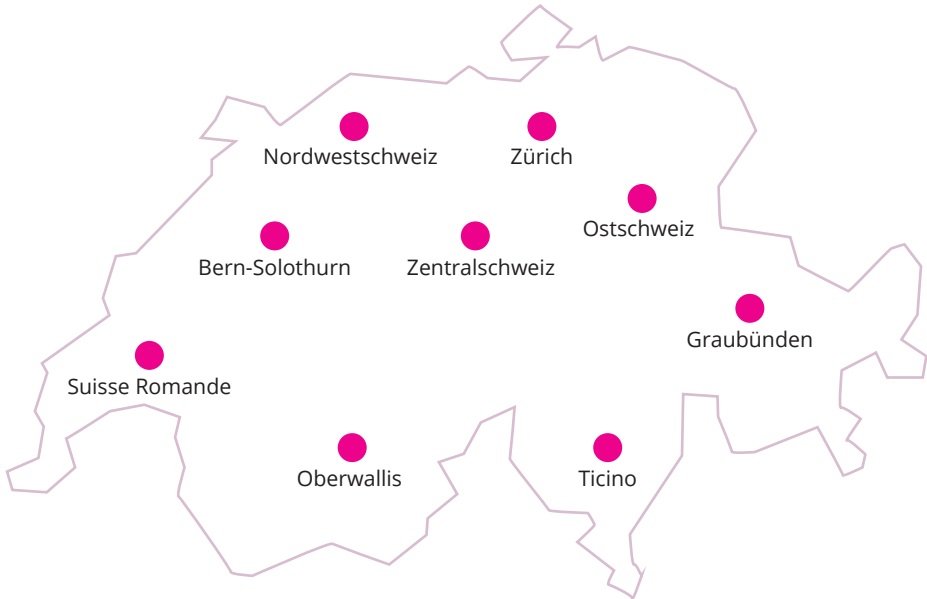 Nordwestschweiz
Zürich
Ostschweiz
Bern-Solothurn
Zentralschweiz
Graubünden
Suisse Romande
Oberwallis
Ticino